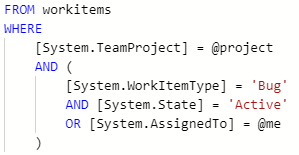 FROM workitems
WHERE
[System.TeamProject] = @project
AND (
[System.WorkItemType] = 'Bug'
AND [System.State] = 'Active'
OR [System.AssignedTo] = @me
)